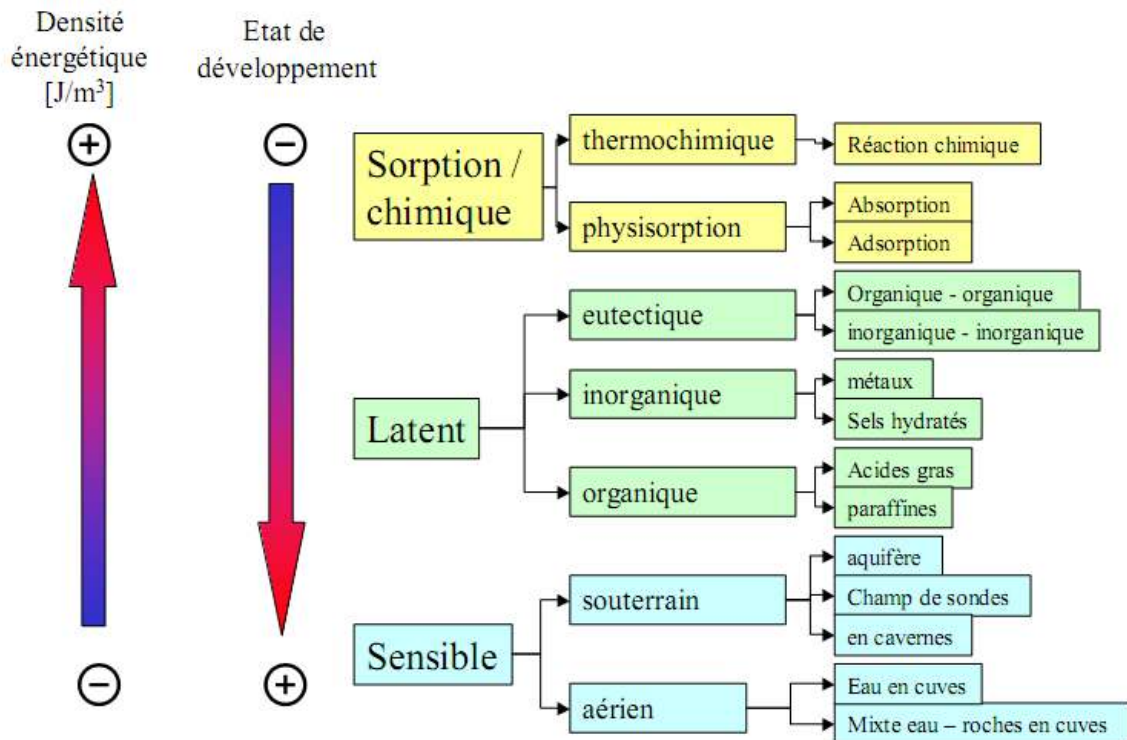 Densité
énergétique
[J/m³]
Etat de
développement
+
−
−
+
Sorption /
chimique
thermochimique
Réaction chimique
physisorption
Absorption
Adsorption
Latent
eutectique
Organique - organique
inorganique - inorganique
inorganique
métaux
Sels hydratés
organique
Acides gras
paraffines
Sensible
souterrain
aquifère
Champ de sondes
en cavernes
aérien
Eau en cuves
Mixte eau – roches en cuves